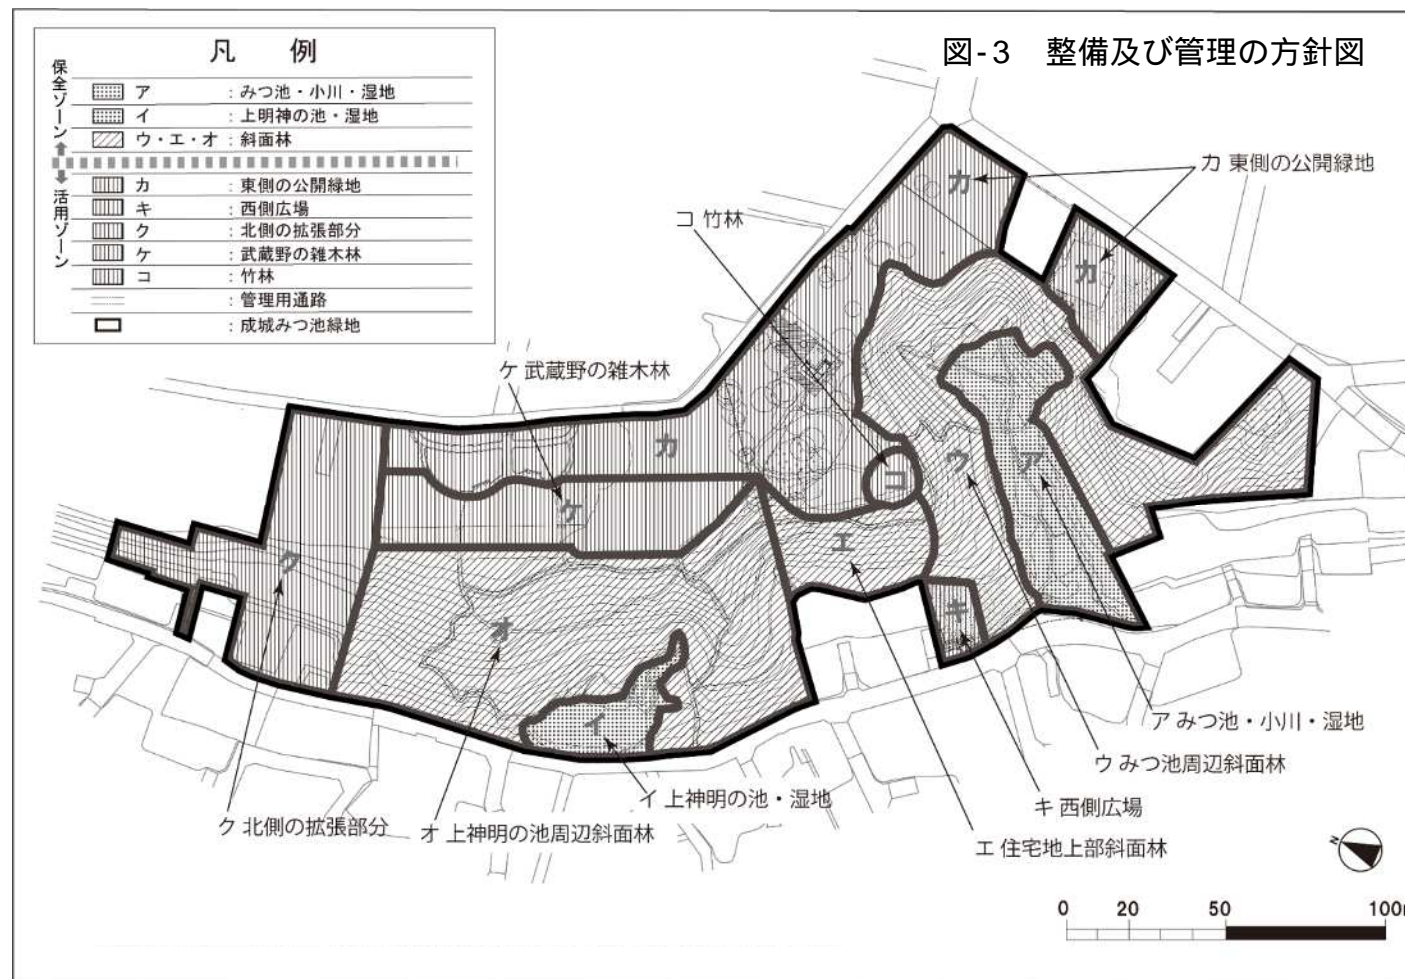 図-3 整備及び管理の方針図
凡 例
保全ゾーン
ア : みつ池・小川・湿地
イ : 上明神の池・湿地
ウ・エ・オ : 斜面林
活用ゾーン
カ : 東側の公開緑地
キ : 西側広場
ク : 北側の拡張部分
ケ : 武蔵野の雑木林
コ : 竹林
: 管理用通路
: 成城みつ池緑地
カ 東側の公開緑地
カ
カ
コ 竹林
ケ 武蔵野の雑木林
カ
コ
ウ
ア
ケ
エ
ク
キ
オ
イ
ア みつ池・小川・湿地
ウ みつ池周辺斜面林
イ 上神明の池・湿地
キ 西側広場
ク 北側の拡張部分
オ 上神明の池周辺斜面林
エ 住宅地上部斜面林
N
0 20 50 100m